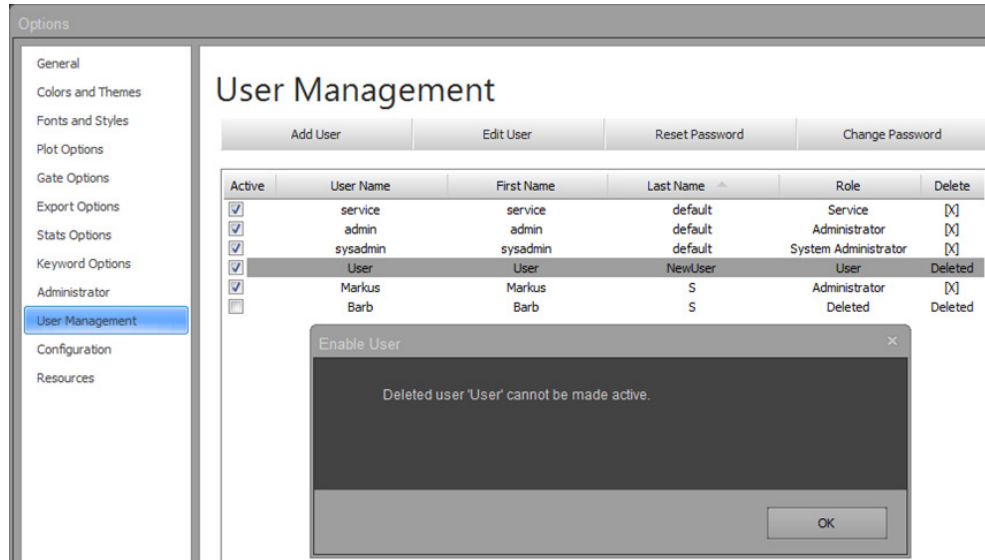 Options
General
Colors and Themes
Fonts and Styles
Plot Options
Gate Options
Export Options
Stats Options
Keyword Options
Administrator
User Management
Configuration
Resources
User Management
Add User Edit User Reset Password Change Password
Active User Name First Name Last Name Role Delete
service service default Service [X]
admin admin default Administrator [X]
sysadmin sysadmin default System Administrator [X]
User User NewUser User Deleted
Markus Markus S Administrator [X]
Barb Barb S Deleted Deleted
Enable User
Deleted user 'User' cannot be made active.
OK